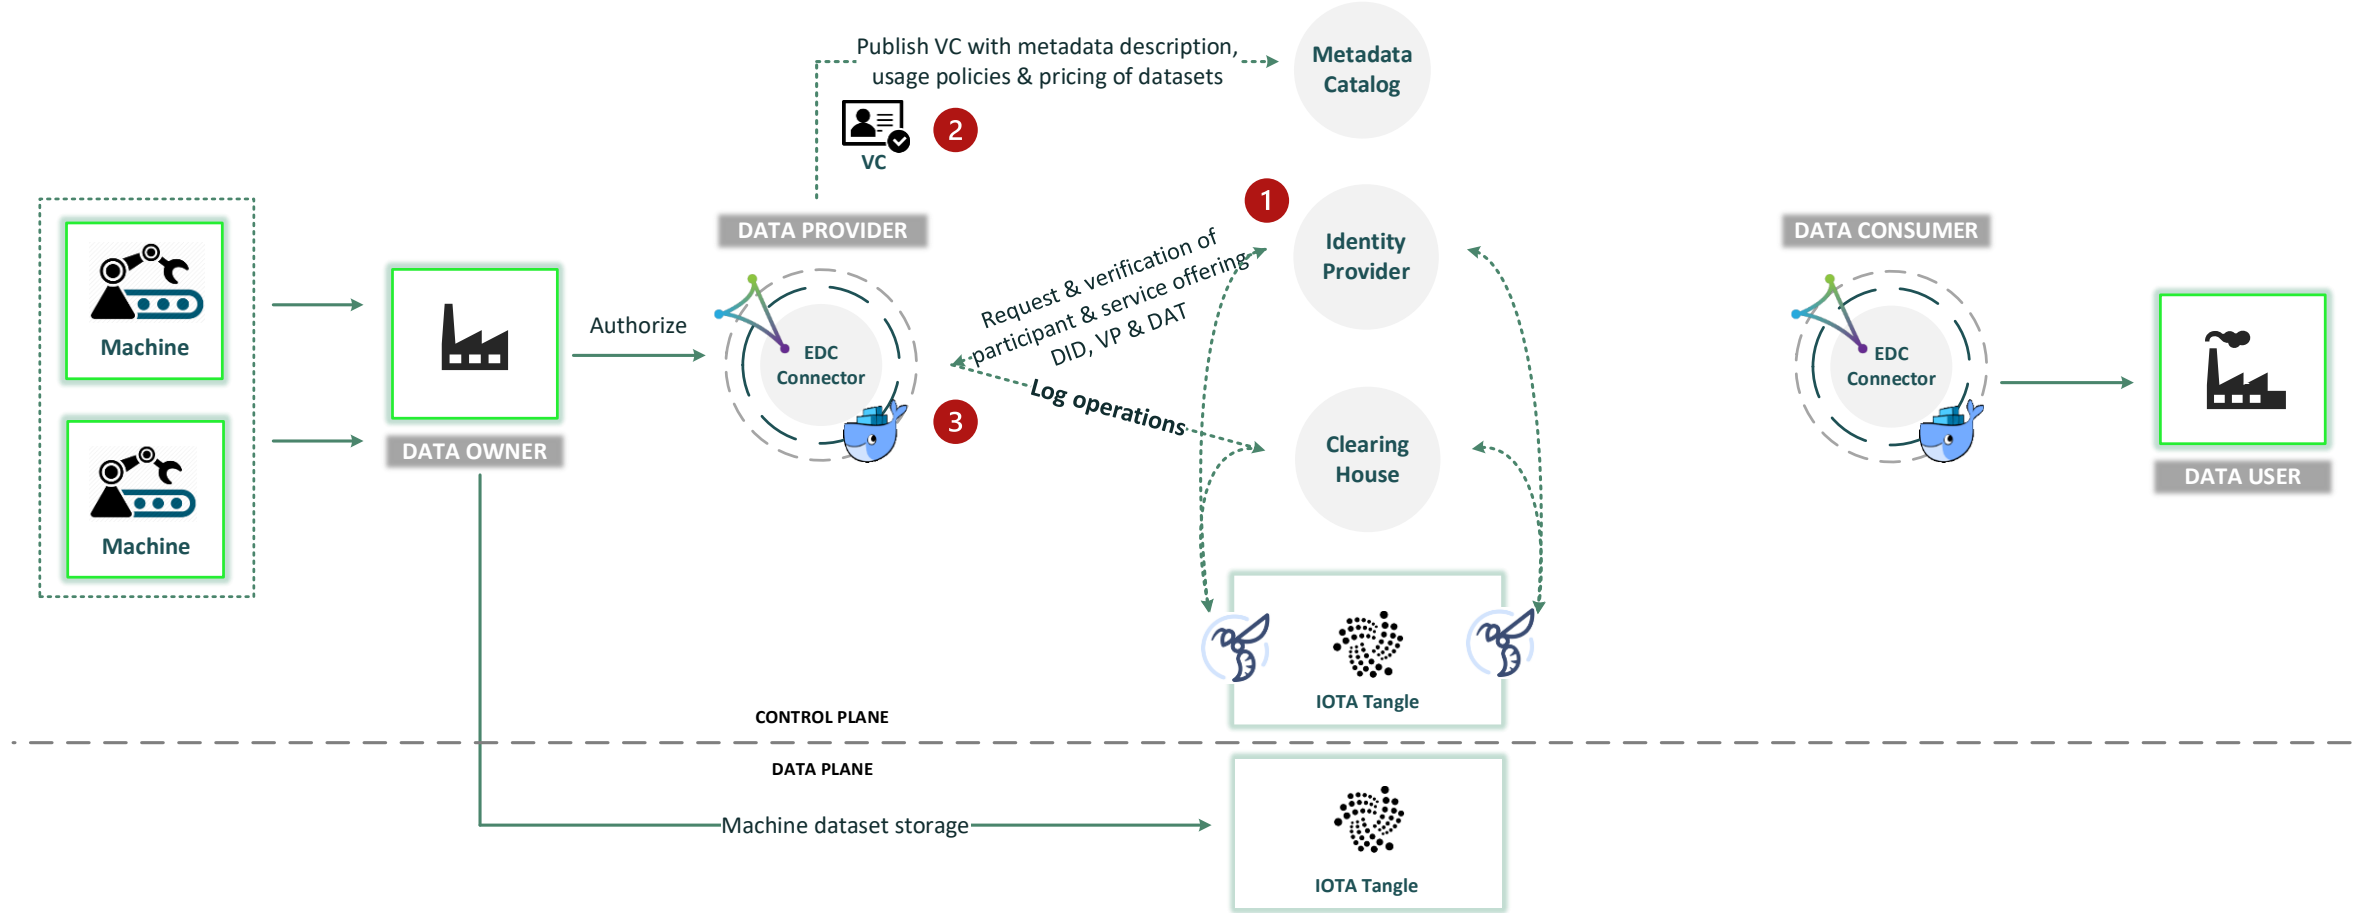 Publish VC with metadata description,
usage policies & pricing of datasets
Metadata
Catalog
VC
2
1
DATA PROVIDER
Identity
Provider
DATA CONSUMER
Request & verification of
participant & service offering
DID, VP & DAT
Machine
Authorize
EDC
Connector
EDC
Connector
Log operations
3
DATA OWNER
Clearing
House
DATA USER
Machine
IOTA Tangle
CONTROL PLANE
DATA PLANE
Machine dataset storage
IOTA Tangle